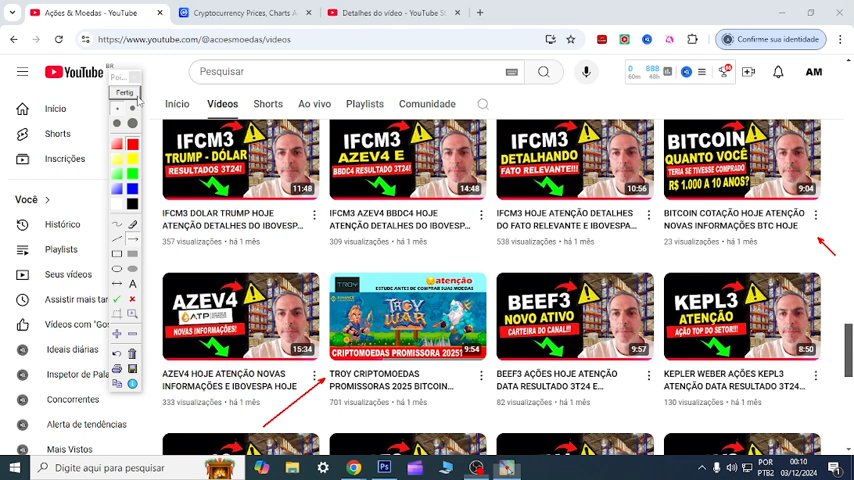 Ações & Moedas - YouTube
Cryptocurrency Prices, Charts A
Detalhes do vídeo - YouTube St
https://www.youtube.com/@acoesmoedas/videos
Confirme sua identidade
YouTube
BR
Pesquisar
0 888
60m 48h
AM
Fertig
Início
Shorts
Inscrições
Você
Histórico
Playlists
Seus vídeos
Assistir mais tar
Vídeos com "Gos
Ideais diárias
Inspetor de Pala
Concorrentes
Alerta de tendências
Mais Vistos
Início Vídeos Shorts Ao vivo Playlists Comunidade
IFCM3
TRUMP - DÓLAR
RESULTADOS 3T24!
11:48
IFCM3 DOLAR TRUMP HOJE
ATENÇÃO DETALHES DO IBOVESP...
357 visualizações • há 1 mês
IFCM3
AZEV4 E
BBDC4 RESULTADO 3T24!
14:48
IFCM3 AZEV4 BBDC4 HOJE
ATENÇÃO DETALHES DO IBOVESP...
309 visualizações • há 1 mês
IFCM3
DETALHANDO
FATO RELEVANTE!!
10:56
IFCM3 HOJE ATENÇÃO DETALHES
DO FATO RELEVANTE E IBOVESPA...
538 visualizações • há 1 mês
BITCOIN
QUANTO VOCÊ
TERIA SE TIVESSE COMPRADO
R$ 1.000 A 10 ANOS?
9:04
BITCOIN COTAÇÃO HOJE ATENÇÃO
NOVAS INFORMAÇÕES BTC HOJE
23 visualizações • há 1 mês
AZEV4
ATP
NOVAS INFORMAÇÕES!
15:34
AZEV4 HOJE ATENÇÃO NOVAS
INFORMAÇÕES E IBOVESPA HOJE
333 visualizações • há 1 mês
TROY
atenção
ESTUDE ANTES DE COMPRAR SUAS MOEDAS
TROY
WAR
CRIPTOMOEDAS PROMISSORA 2025!
9:54
TROY CRIPTOMOEDAS
PROMISSORAS 2025 BITCOIN...
701 visualizações • há 1 mês
BEEF3
NOVO ATIVO
CARTEIRA DO CANAL!!
9:57
BEEF3 AÇÕES HOJE ATENÇÃO
DATA RESULTADO 3T24 E...
82 visualizações • há 1 mês
KEPL3
ATENÇÃO
AÇÃO TOP DO SETOR!!
8:50
KEPLER WEBER AÇÕES KEPL3
ATENÇÃO DATA RESULTADO 3T24...
130 visualizações • há 1 mês
Digite aqui para pesquisar
POR
PTB2
00:10
03/12/2024